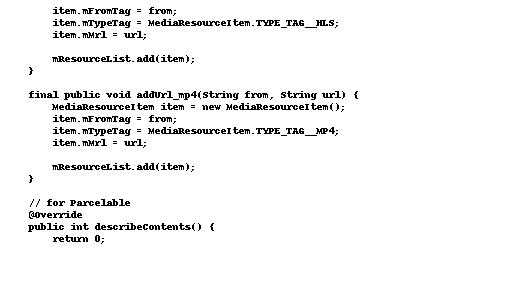 item.mFromTag = from;
item.mTypeTag = MediaResourceItem.TYPE_TAG__HLS;
item.mMrl = url;
mResourceList.add(item);
}
final public void addUrl_mp4(String from, String url) {
MediaResourceItem item = new MediaResourceItem();
item.mFromTag = from;
item.mTypeTag = MediaResourceItem.TYPE_TAG__MP4;
item.mMrl = url;
mResourceList.add(item);
}
// for Parcelable
@Override
public int describeContents() {
return 0;